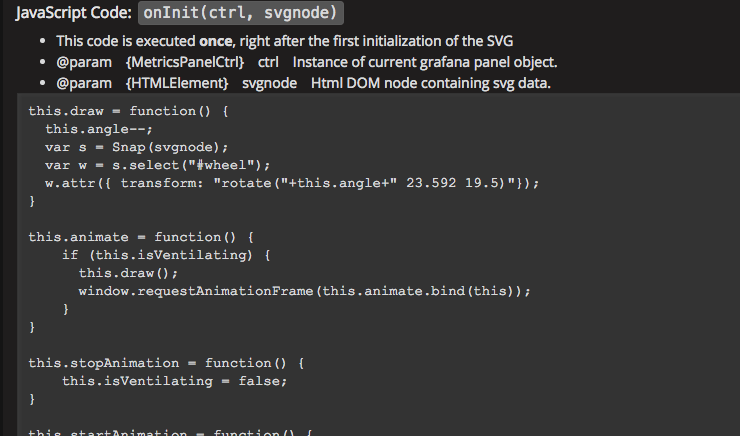 JavaScript Code: onInit(ctrl, svgnode)
• This code is executed once, right after the first initialization of the SVG
• @param {MetricsPanelCtrl} ctrl Instance of current grafana panel object.
• @param {HTMLElement} svgnode Html DOM node containing svg data.
this.draw = function() {
  this.angle--;
  var s = Snap(svgnode);
  var w = s.select("#wheel");
  w.attr({ transform: "rotate("+this.angle+" 23.592 19.5)"});
}
this.animate = function() {
    if (this.isVentilating) {
      this.draw();
      window.requestAnimationFrame(this.animate.bind(this));
    }
}
this.stopAnimation = function() {
    this.isVentilating = false;
}
this.startAnimation = function() {